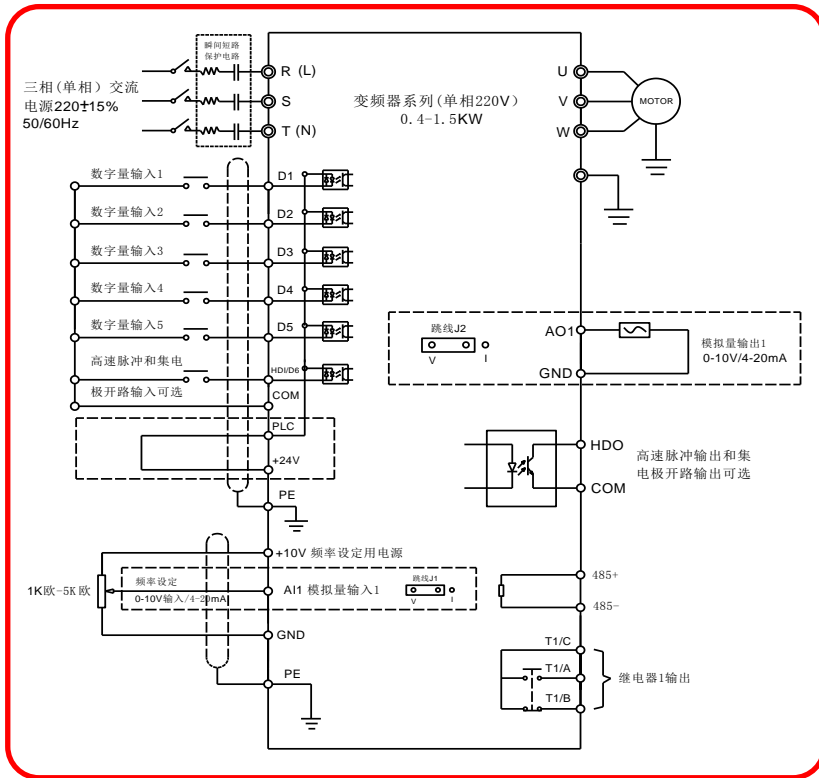 瞬间短路
保护电路
三相(单相) 交流
电源220±15%
50/60Hz
R (L)
S
T (N)
变频器系列(单相220V)
0.4-1.5KW
U
V
W
MOTOR
数字量输入1
D1
数字量输入2
D2
数字量输入3
D3
数字量输入4
D4
数字量输入5
D5
高速脉冲和集电
极开路输入可选
HDI/D6
COM
PLC
+24V
PE
跳线J2
V
I
AO1
GND
模拟量输出1
0-10V/4-20mA
HDO
COM
高速脉冲输出和集
电极开路输出可选
+10V 频率设定用电源
1K欧-5K欧
频率设定
0-10V输入/4-20mA)
AI1 模拟量输入1
跳线J1
V
I
GND
PE
485+
485-
T1/C
T1/A
T1/B
继电器1输出